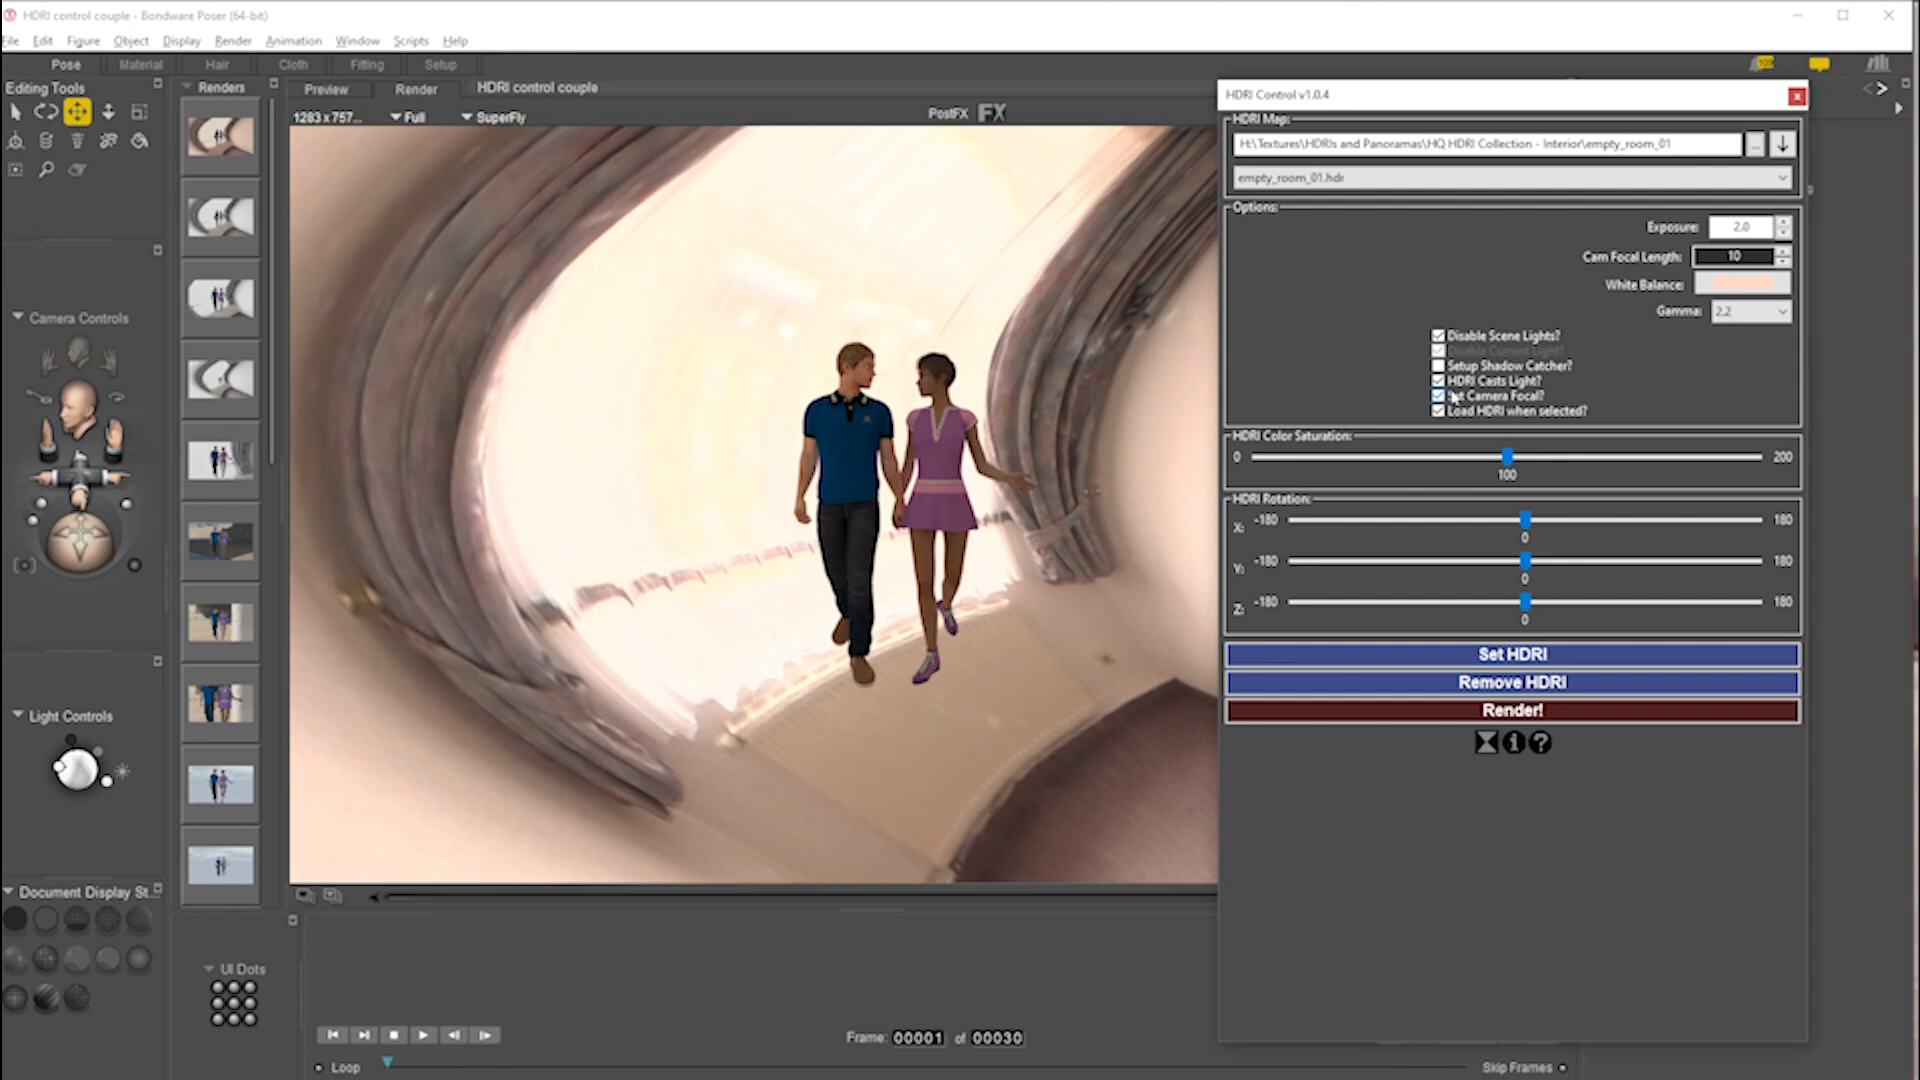 HDRI control couple - Bondware Poser (64-bit)
File Edit Figure Object Display Render Animation Window Scripts Help
Pose Material Hair Cloth Fitting Setup
Editing Tools
Renders
Preview Render HDRI control couple
1283 x 757... Full SuperFly PostFX FX
Camera Controls
Light Controls
Document Display St...
UI Dots
Frame: 00001 of 00030
Loop
Skip Frames
HDRI Control v1.0.4
HDRI Map:
H:\Textures\HDRIs and Panoramas\HQ HDRI Collection - Interior\empty_room_01
...
empty_room_01.hdr
Options:
Exposure: 2.0
Cam Focal Length: 10
White Balance:
Gamma: 2.2
Disable Scene Lights?
Disable Current Light?
Setup Shadow Catcher?
HDRI Casts Light?
Camera Focal?
Load HDRI when selected?
HDRI Color Saturation:
0 200
100
HDRI Rotation:
X: -180 180
0
Y: -180 180
0
Z: -180 180
0
Set HDRI
Remove HDRI
Render!